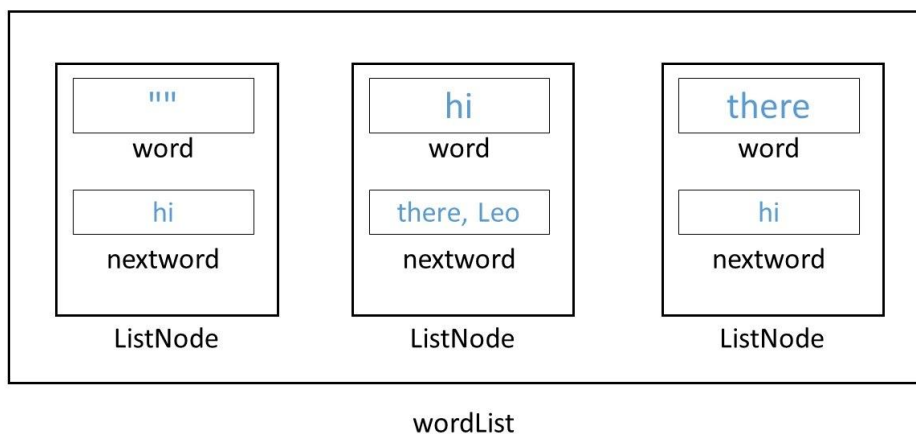 "" hi there
word word word
hi there, Leo hi
nextword nextword nextword
ListNode ListNode ListNode
wordList